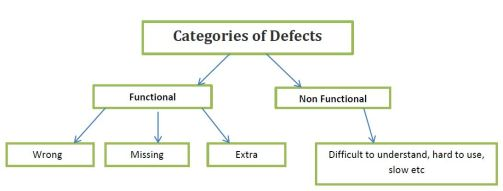 Categories of Defects
Functional
Non Functional
Wrong
Missing
Extra
Difficult to understand, hard to use,
slow etc